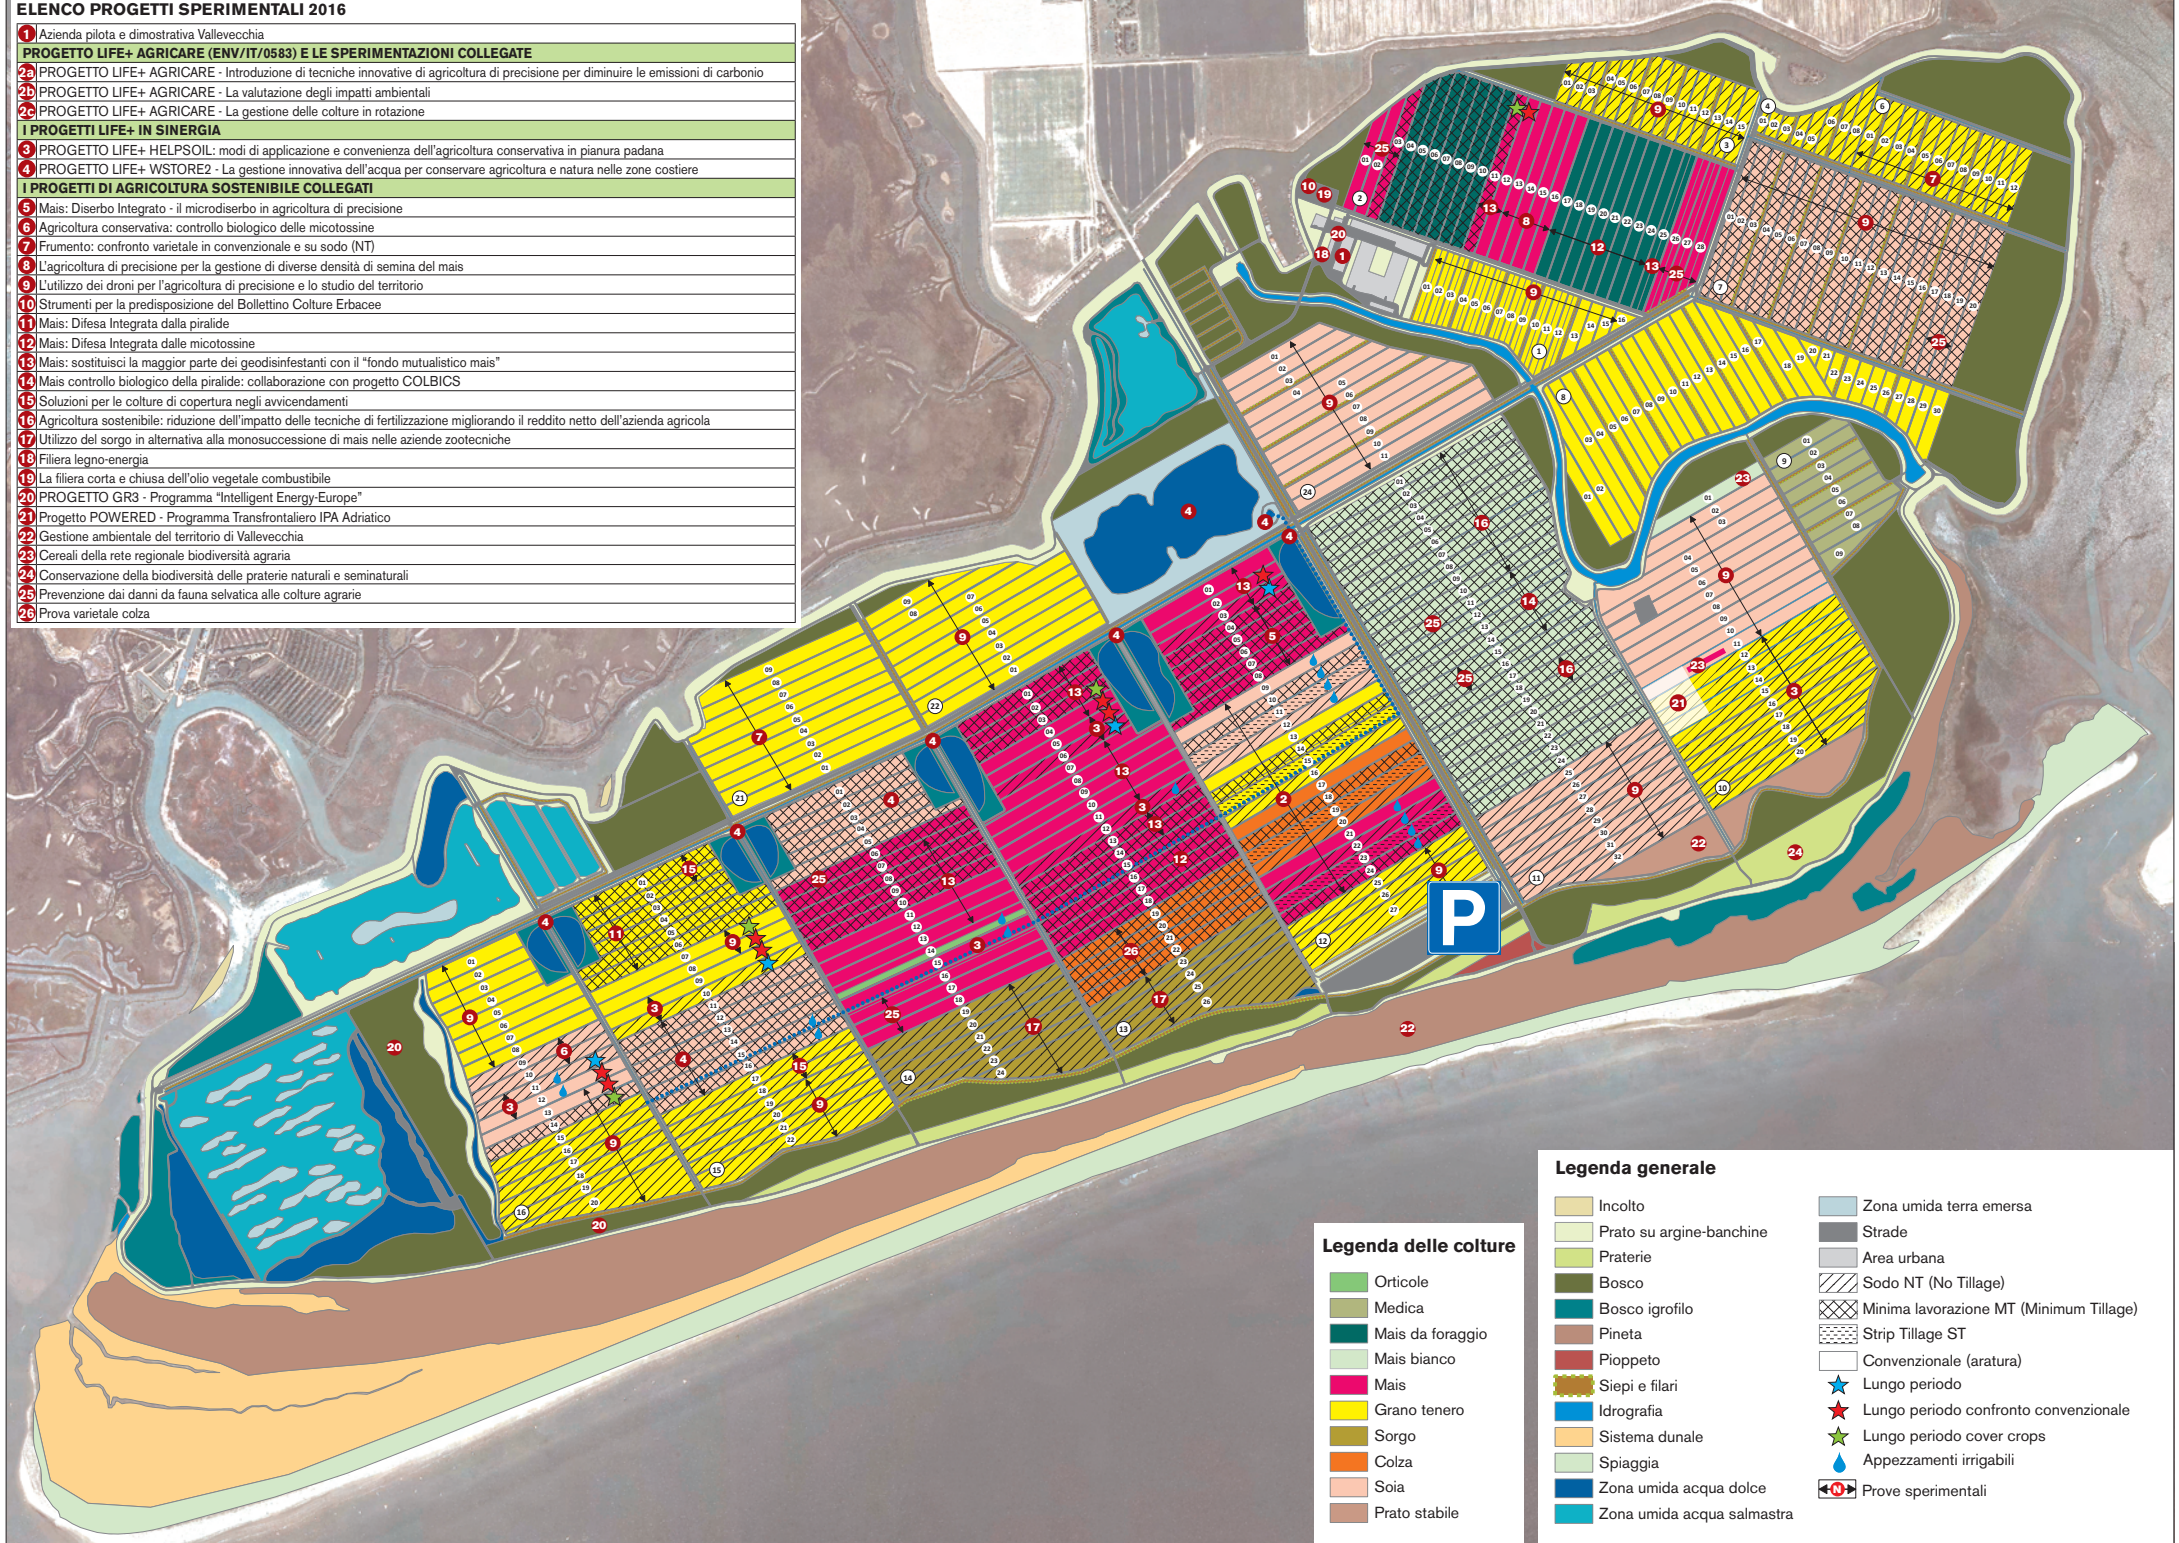 ELENCO PROGETTI SPERIMENTALI 2016
1 Azienda pilota e dimostrativa Vallevecchia
PROGETTO LIFE+ AGRICARE (ENV/IT/0583) E LE SPERIMENTAZIONI COLLEGATE
2a PROGETTO LIFE+ AGRICARE - Introduzione di tecniche innovative di agricoltura di precisione per diminuire le emissioni di carbonio
2b PROGETTO LIFE+ AGRICARE - La valutazione degli impatti ambientali
2c PROGETTO LIFE+ AGRICARE - La gestione delle colture in rotazione
I PROGETTI LIFE+ IN SINERGIA
3 PROGETTO LIFE+ HELPSOIL: modi di applicazione e convenienza dell'agricoltura conservativa in pianura padana
4 PROGETTO LIFE+ WSTORE2 - La gestione innovativa dell'acqua per conservare agricoltura e natura nelle zone costiere
I PROGETTI DI AGRICOLTURA SOSTENIBILE COLLEGATI
5 Mais: Diserbo Integrato - il microdiserbo in agricoltura di precisione
6 Agricoltura conservativa: controllo biologico delle micotossine
7 Frumento: confronto varietale in convenzionale e su sodo (NT)
8 L'agricoltura di precisione per la gestione di diverse densità di semina del mais
9 L'utilizzo dei droni per l'agricoltura di precisione e lo studio del territorio
10 Strumenti per la predisposizione del Bollettino Colture Erbacee
11 Mais: Difesa Integrata dalla piralide
12 Mais: Difesa Integrata dalle micotossine
13 Mais: sostituisci la maggior parte dei geodisinfestanti con il "fondo mutualistico mais"
14 Mais controllo biologico della piralide: collaborazione con progetto COLBICS
15 Soluzioni per le colture di copertura negli avvicendamenti
16 Agricoltura sostenibile: riduzione dell'impatto delle tecniche di fertilizzazione migliorando il reddito netto dell'azienda agricola
17 Utilizzo del sorgo in alternativa alla monosuccessione di mais nelle aziende zootecniche
18 Filiera legno-energia
19 La filiera corta e chiusa dell'olio vegetale combustibile
20 PROGETTO GR3 - Programma "Intelligent Energy-Europe"
21 Progetto POWERED - Programma Transfrontaliero IPA Adriatico
22 Gestione ambientale del territorio di Vallevecchia
23 Cereali della rete regionale biodiversità agraria
24 Conservazione della biodiversità delle praterie naturali e seminaturali
25 Prevenzione dai danni da fauna selvatica alle colture agrarie
26 Prova varietale colza
P
Legenda delle colture
Orticole
Medica
Mais da foraggio
Mais bianco
Mais
Grano tenero
Sorgo
Colza
Soia
Prato stabile
Legenda generale
Incolto
Prato su argine-banchine
Praterie
Bosco
Bosco igrofilo
Pineta
Pioppeto
Siepi e filari
Idrografia
Sistema dunale
Spiaggia
Zona umida acqua dolce
Zona umida acqua salmastra
Zona umida terra emersa
Strade
Area urbana
Sodo NT (No Tillage)
Minima lavorazione MT (Minimum Tillage)
Strip Tillage ST
Convenzionale (aratura)
Lungo periodo
Lungo periodo confronto convenzionale
Lungo periodo cover crops
Appezzamenti irrigabili
N Prove sperimentali